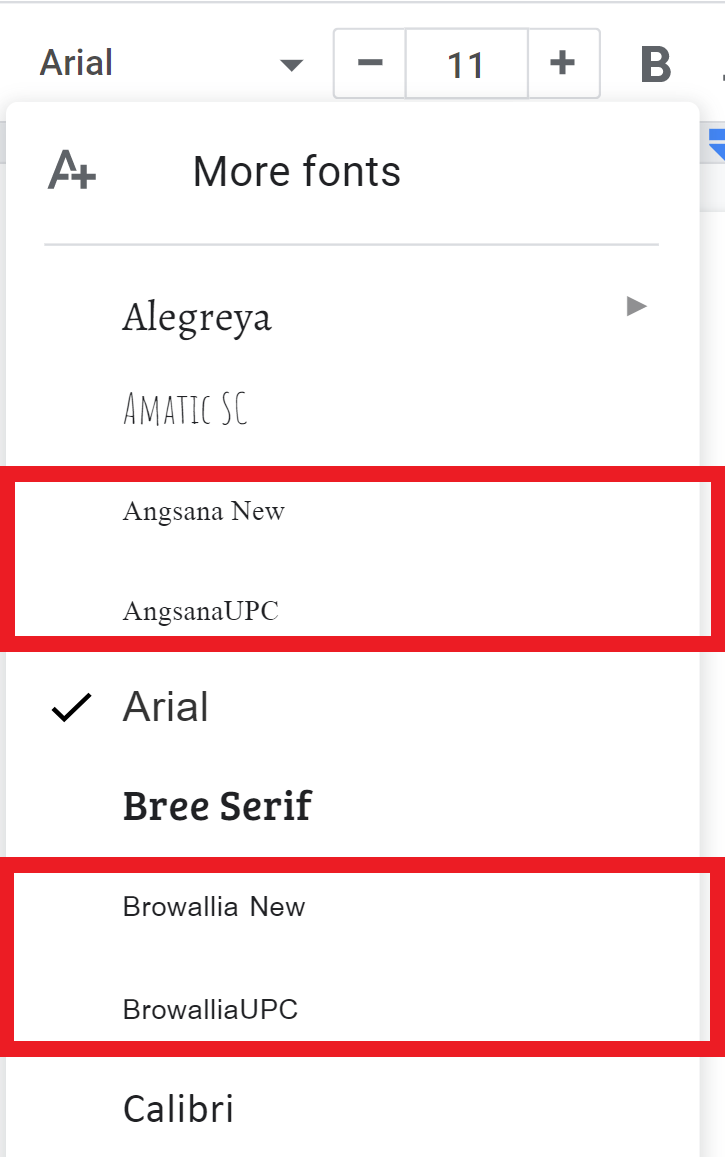 Arial 11 B
More fonts
Alegreya
Amatic SC
Angsana New
AngsanaUPC
Arial
Bree Serif
Browallia New
BrowalliaUPC
Calibri